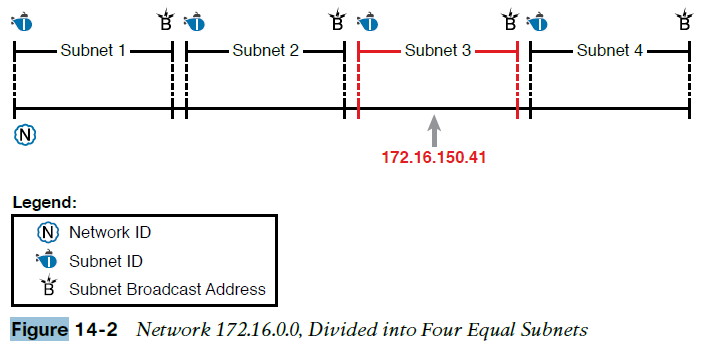 I B I B I B I B
Subnet 1 Subnet 2 Subnet 3 Subnet 4
N
172.16.150.41
Legend:
N Network ID
I Subnet ID
B Subnet Broadcast Address
Figure 14-2 Network 172.16.0.0, Divided into Four Equal Subnets